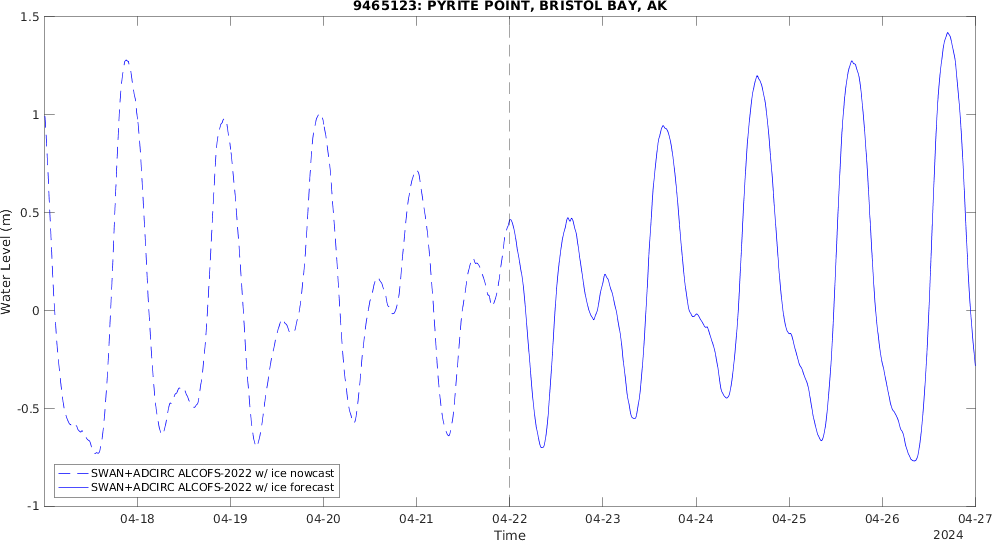 9465123: PYRITE POINT, BRISTOL BAY, AK
1.5
1
0.5
0
-0.5
-1
Water Level (m)
SWAN+ADCIRC ALCOFS-2022 w/ ice nowcast
SWAN+ADCIRC ALCOFS-2022 w/ ice forecast
04-18 04-19 04-20 04-21 04-22 04-23 04-24 04-25 04-26 04-27
Time
2024